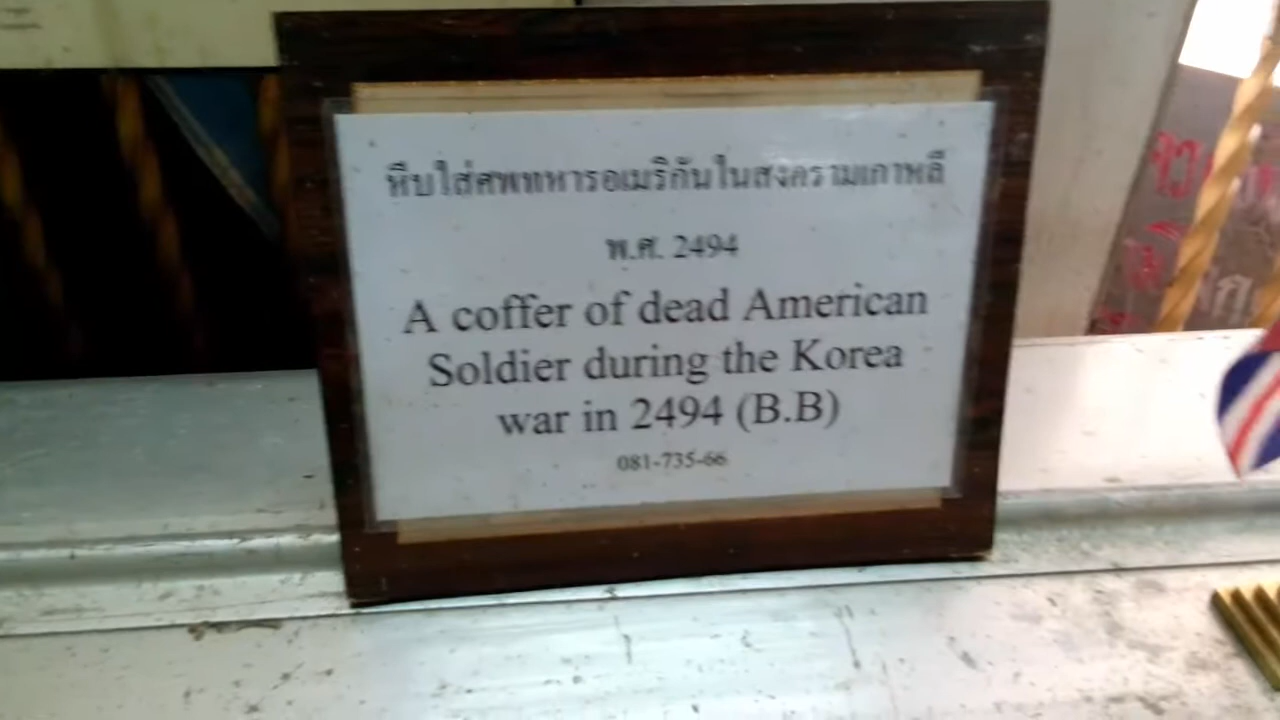 หีบใส่ศพทหารอเมริกันในสงครามเกาหลี
พ.ศ. 2494
A coffer of dead American
Soldier during the Korea
war in 2494 (B.B)
081-735-66